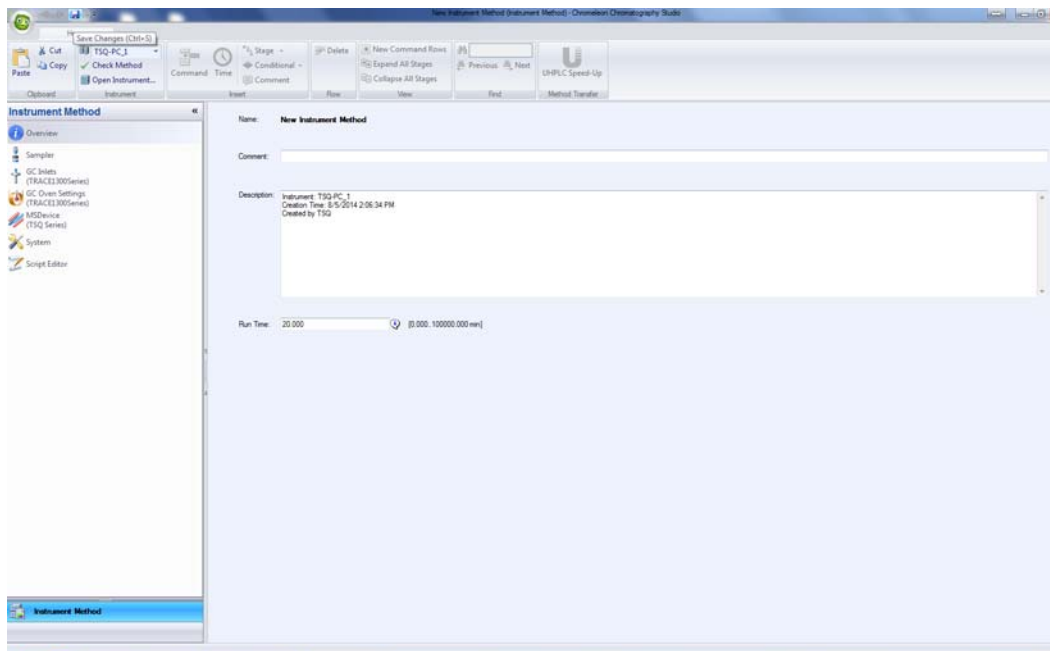 New Instrument Method (Instrument Method) - Chromeleon Chromatography Studio
Save Changes (Ctrl+S)
Paste
Cut
Copy
Clipboard
TSQ-PC_1
Check Method
Open Instrument...
Instrument
Command
Time
Stage
Conditional
Comment
Insert
Delete
Row
New Command Rows
Expand All Stages
Collapse All Stages
View
Previous
Next
Find
UHPLC Speed-Up
Method Transfer
Instrument Method
Overview
Sampler
GC Inlets
(TRACE1300Series)
GC Oven Settings
(TRACE1300Series)
MSDevice
(TSQ Series)
System
Script Editor
Instrument Method
Name: New Instrument Method
Comment:
Description: Instrument: TSQ-PC_1
Creation Time: 8/5/2014 2:06:34 PM
Created by TSQ
Run Time: 20.000 [0.000..100000.000 min]